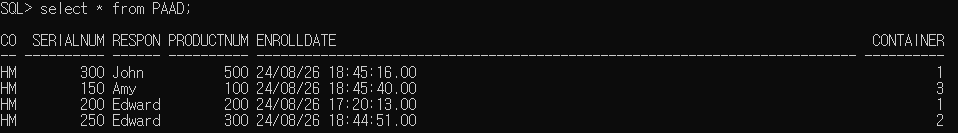 SQL> select * from PAAD;
CO SERIALNUM RESPON PRODUCTNUM ENROLLDATE CONTAINER
-- ---------- ------ ---------- --------------------------------------------------------------------------- ----------
HM 300 John 500 24/08/26 18:45:16.00 1
HM 150 Amy 100 24/08/26 18:45:40.00 3
HM 200 Edward 200 24/08/26 17:20:13.00 1
HM 250 Edward 300 24/08/26 18:44:51.00 2